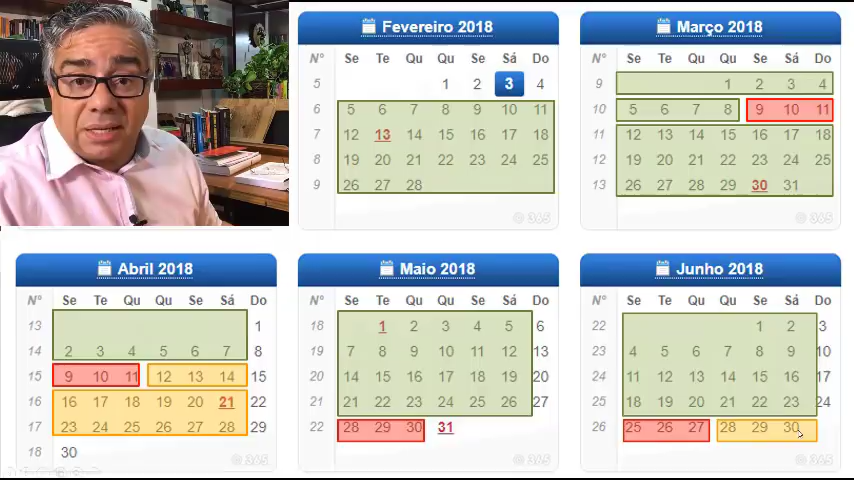 Fevereiro 2018
Nº Se Te Qu Qu Se Sá Do
5 1 2 3 4
6 5 6 7 8 9 10 11
7 12 13 14 15 16 17 18
8 19 20 21 22 23 24 25
9 26 27 28
© 365
Março 2018
Nº Se Te Qu Qu Se Sá Do
9 1 2 3 4
10 5 6 7 8 9 10 11
11 12 13 14 15 16 17 18
12 19 20 21 22 23 24 25
13 26 27 28 29 30 31
© 365
Abril 2018
Nº Se Te Qu Qu Se Sá Do
13 1
14 2 3 4 5 6 7 8
15 9 10 11 12 13 14 15
16 16 17 18 19 20 21 22
17 23 24 25 26 27 28 29
18 30
© 365
Maio 2018
Nº Se Te Qu Qu Se Sá Do
18 1 2 3 4 5 6
19 7 8 9 10 11 12 13
20 14 15 16 17 18 19 20
21 21 22 23 24 25 26 27
22 28 29 30 31
© 365
Junho 2018
Nº Se Te Qu Qu Se Sá Do
22 1 2 3
23 4 5 6 7 8 9 10
24 11 12 13 14 15 16 17
25 18 19 20 21 22 23 24
26 25 26 27 28 29 30
© 365